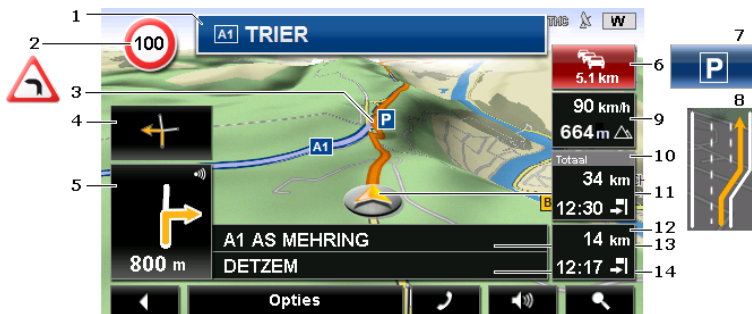 1
A1 TRIER
TMC
W
7
2
100
5.1 km
6
P
3
8
4
P
90 km/h
664 m
9
A1
Totaal
10
5
34 km
11
12:30
B
A1 AS MEHRING
14 km
12
13
800 m
DETZEM
12:17
14
Opties